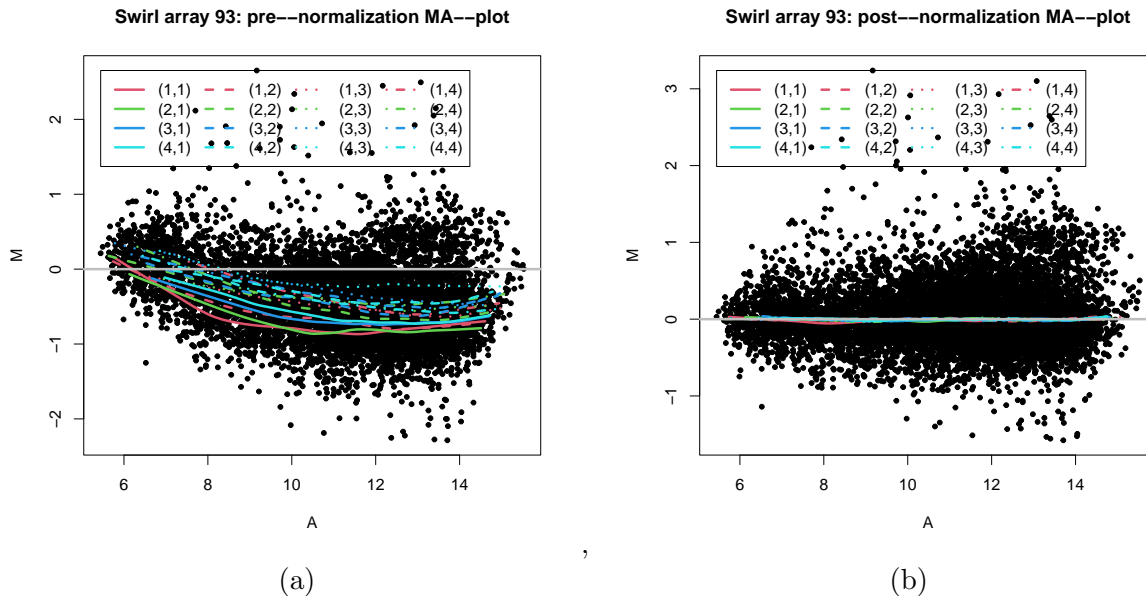 Swirl array 93: pre−−normalization MA−−plot
(1,1) (1,2) (1,3) (1,4)
(2,1) (2,2) (2,3) (2,4)
(3,1) (3,2) (3,3) (3,4)
(4,1) (4,2) (4,3) (4,4)
M
2
1
0
−1
−2
6 8 10 12 14
A
Swirl array 93: post−−normalization MA−−plot
(1,1) (1,2) (1,3) (1,4)
(2,1) (2,2) (2,3) (2,4)
(3,1) (3,2) (3,3) (3,4)
(4,1) (4,2) (4,3) (4,4)
M
3
2
1
0
−1
6 8 10 12 14
A
,
(a) (b)